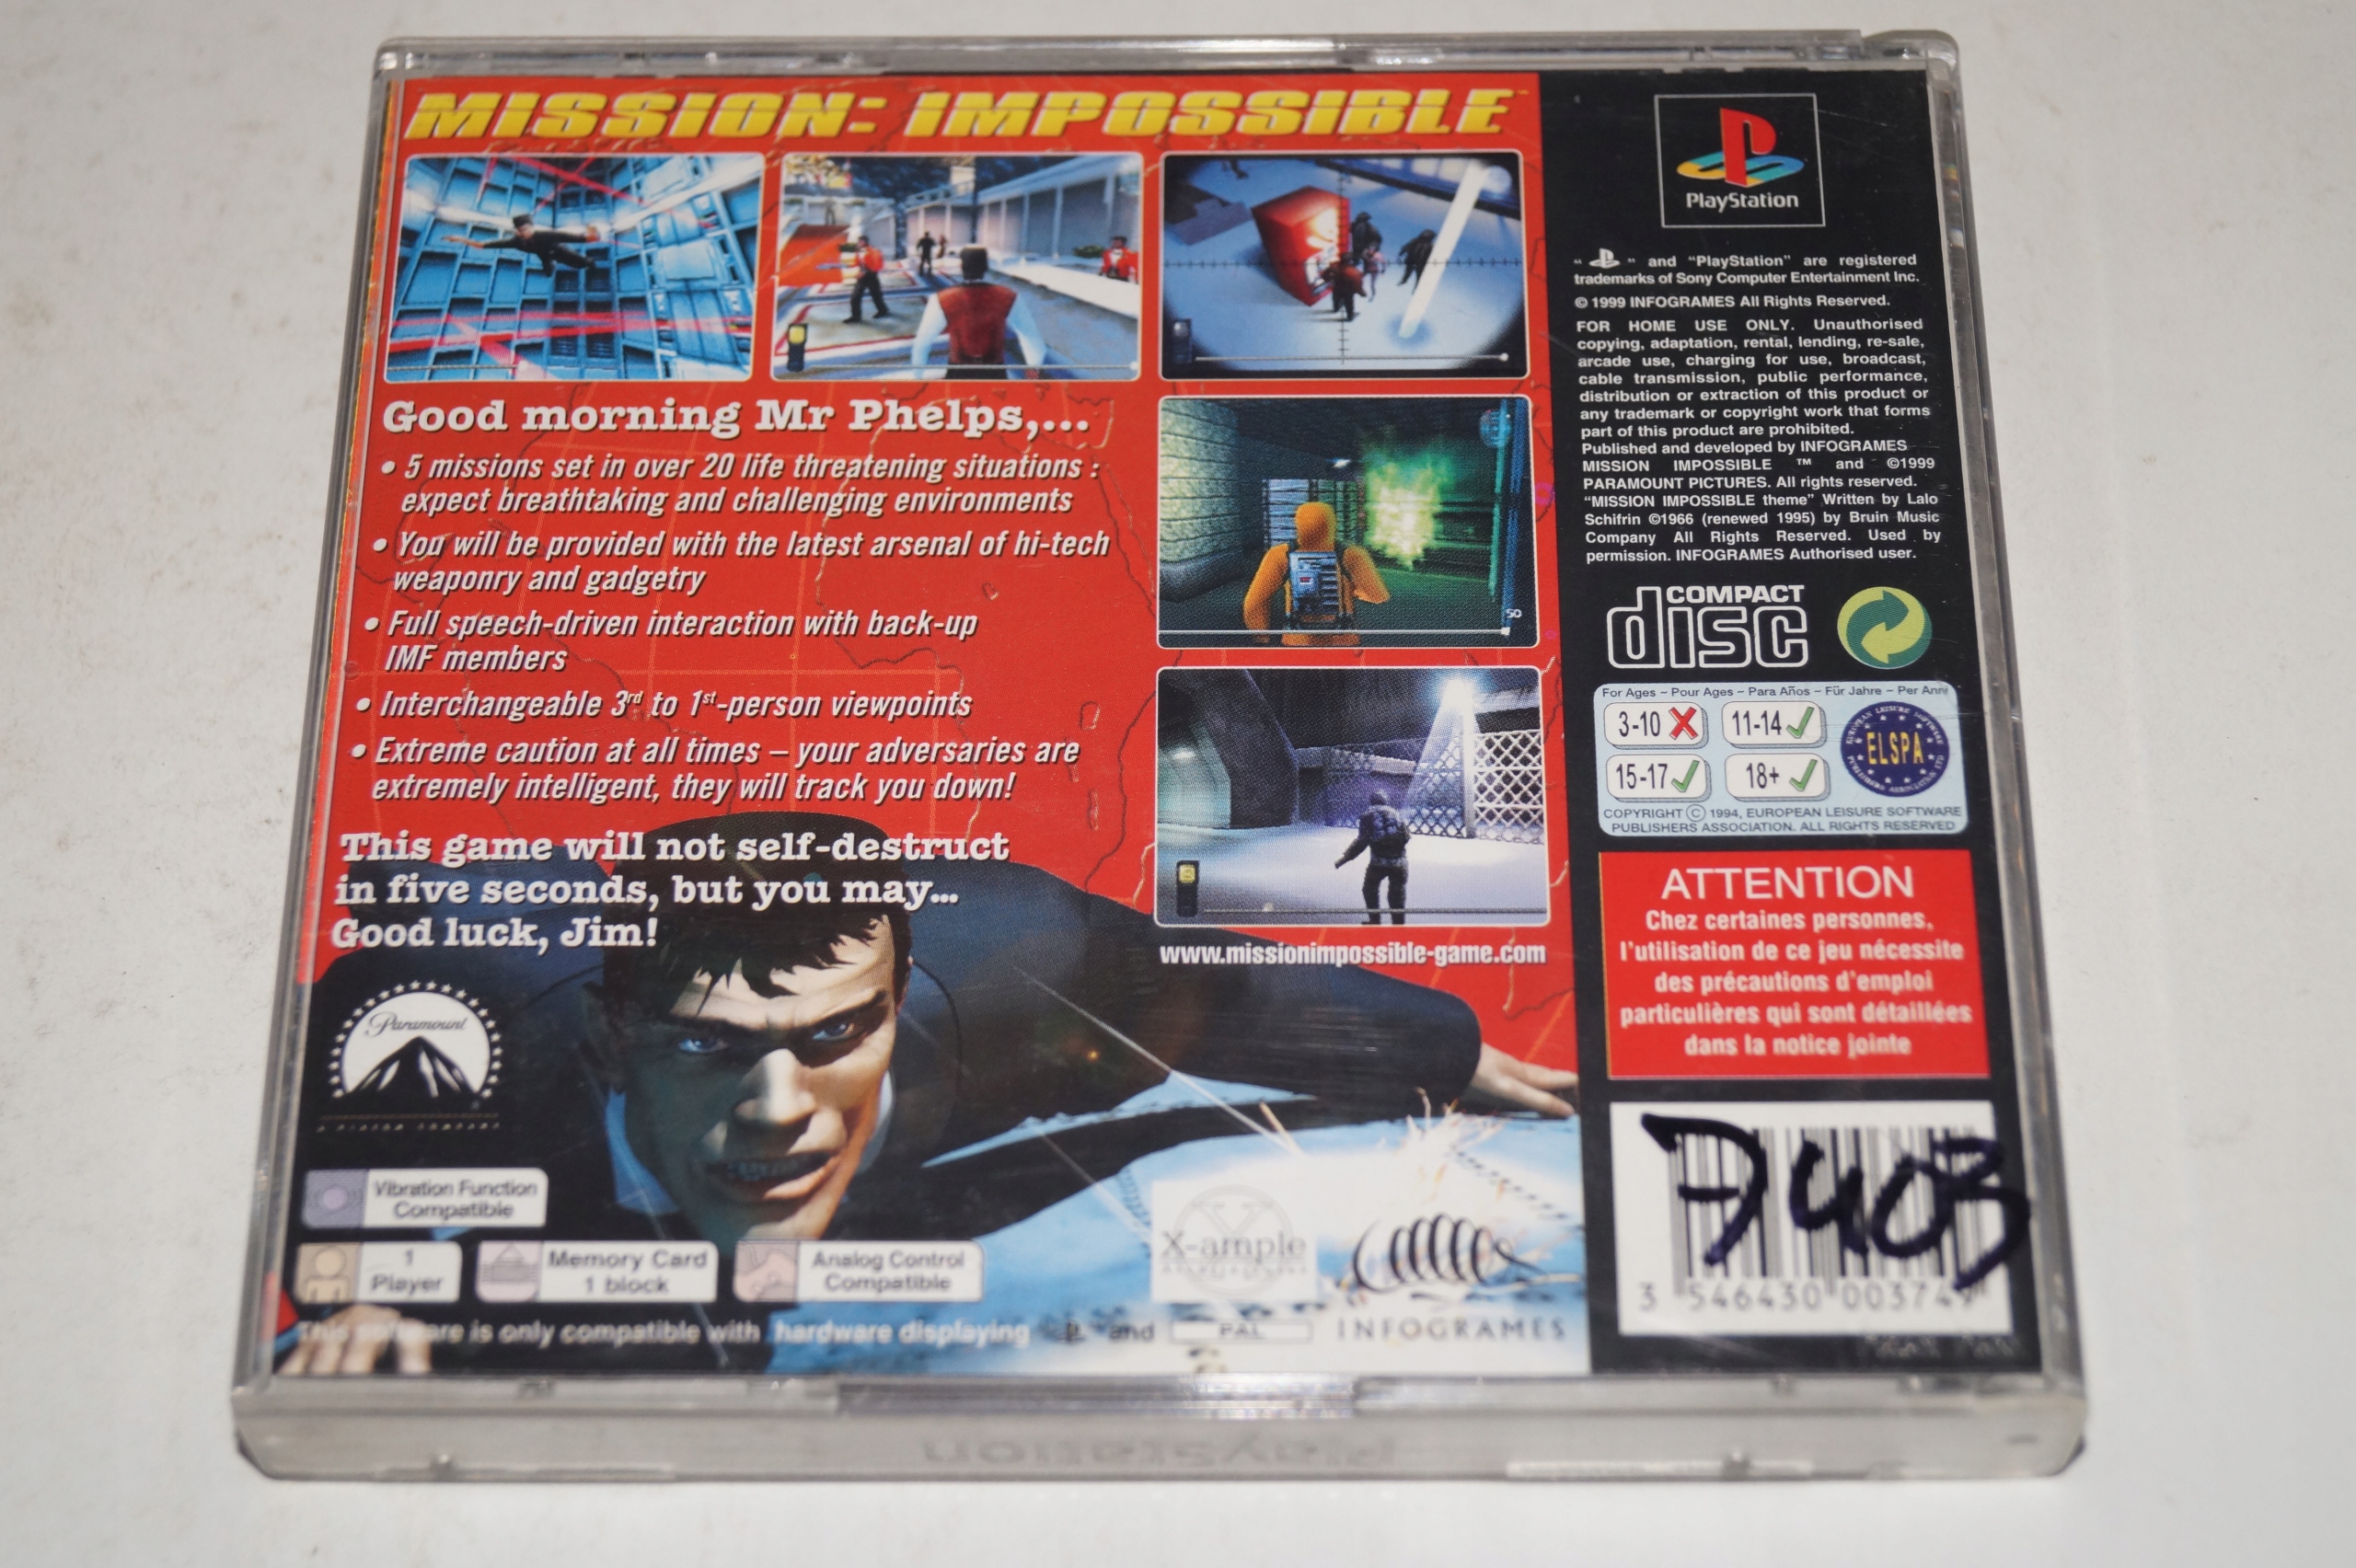 MISSION: IMPOSSIBLE
Good morning Mr Phelps,...
• 5 missions set in over 20 life threatening situations :
expect breathtaking and challenging environments
• You will be provided with the latest arsenal of hi-tech
weaponry and gadgetry
• Full speech-driven interaction with back-up
IMF members
• Interchangeable 3rd to 1st-person viewpoints
• Extreme caution at all times – your adversaries are
extremely intelligent, they will track you down!
This game will not self-destruct
in five seconds, but you may...
Good luck, Jim!
50
www.missionimpossible-game.com
Paramount
Vibration Function
Compatible
1
Player
Memory Card
1 block
Analog Control
Compatible
X-ample
INFOGRAMES
This software is only compatible with hardware displaying and PAL
PlayStation
" " and "PlayStation" are registered
trademarks of Sony Computer Entertainment Inc.
© 1999 INFOGRAMES All Rights Reserved.
FOR HOME USE ONLY. Unauthorised
copying, adaptation, rental, lending, re-sale,
arcade use, charging for use, broadcast,
cable transmission, public performance,
distribution or extraction of this product or
any trademark or copyright work that forms
part of this product are prohibited.
Published and developed by INFOGRAMES
MISSION IMPOSSIBLE ™ and ©1999
PARAMOUNT PICTURES. All rights reserved.
"MISSION IMPOSSIBLE theme" Written by Lalo
Schifrin ©1966 (renewed 1995) by Bruin Music
Company All Rights Reserved. Used by
permission. INFOGRAMES Authorised user.
COMPACT
disc
For Ages ~ Pour Ages ~ Para Años ~ Für Jahre ~ Per Anni
3-10 11-14
15-17 18+
ELSPA
COPYRIGHT © 1994, EUROPEAN LEISURE SOFTWARE
PUBLISHERS ASSOCIATION. ALL RIGHTS RESERVED
ATTENTION
Chez certaines personnes,
l'utilisation de ce jeu nécessite
des précautions d'emploi
particulières qui sont détaillées
dans la notice jointe
7403
3 546430 003749
PlayStation